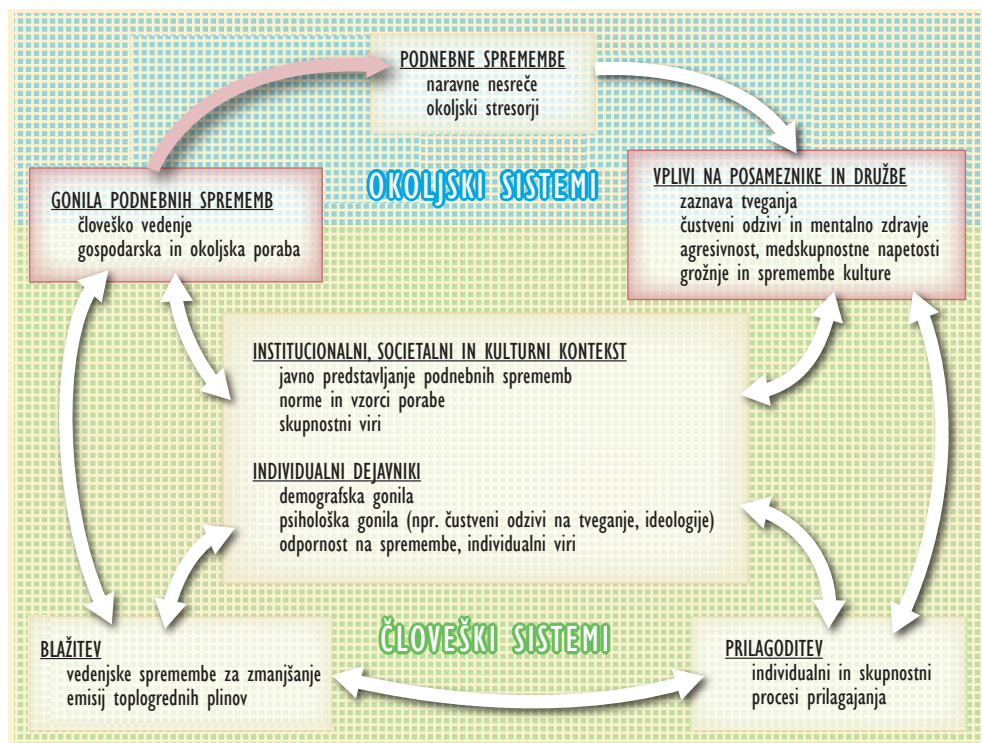 PODNEBNE SPREMEMBE
naravne nesreče
okoljski stresorji
OKOLJSKI SISTEMI
GONILA PODNEBNIH SPREMEMB
človeško vedenje
gospodarska in okoljska poraba
VPLIVI NA POSAMEZNIKE IN DRUŽBE
zaznava tveganja
čustveni odzivi in mentalno zdravje
agresivnost, medskupnostne napetosti
grožnje in spremembe kulture
INSTITUCIONALNI, SOCIETALNI IN KULTURNI KONTEKST
javno predstavljanje podnebnih sprememb
norme in vzorci porabe
skupnostni viri
INDIVIDUALNI DEJAVNIKI
demografska gonila
psihološka gonila (npr. čustveni odzivi na tveganje, ideologije)
odpornost na spremembe, individualni viri
ČLOVEŠKI SISTEMI
BLAŽITEV
vedenjske spremembe za zmanjšanje
emisij toplogrednih plinov
PRILAGODITEV
individualni in skupnostni
procesi prilagajanja